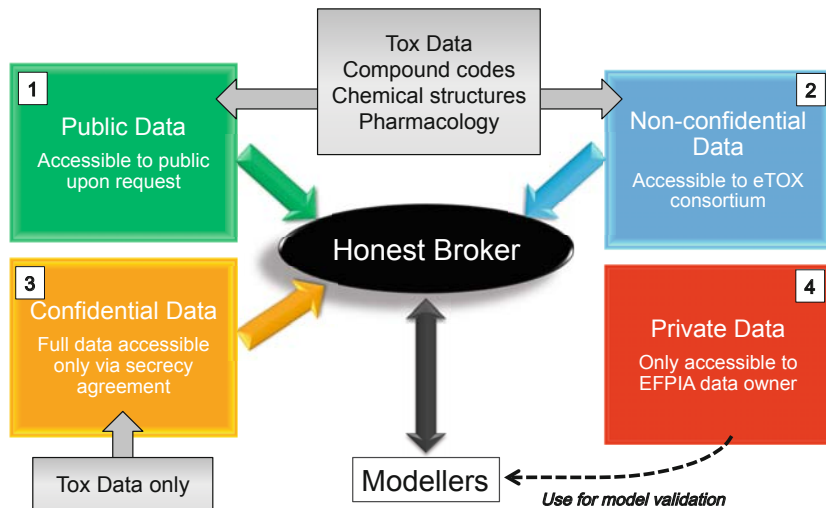 Tox Data
Compound codes
Chemical structures
Pharmacology
1
Public Data
Accessible to public
upon request
2
Non-confidential
Data
Accessible to eTOX
consortium
Honest Broker
3
Confidential Data
Full data accessible
only via secrecy
agreement
4
Private Data
Only accessible to
EFPIA data owner
Tox Data only
Modellers
Use for model validation